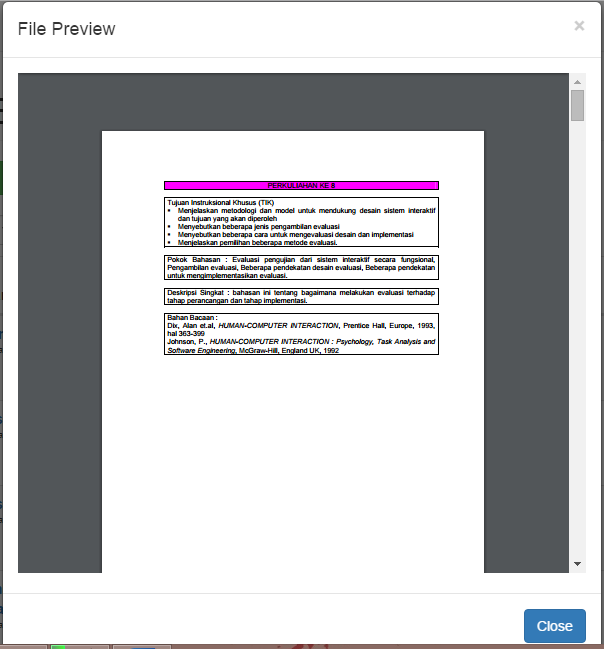 File Preview
×
PERKULIAHAN KE 8
Tujuan Instruksional Khusus (TIK)
• Menjelaskan metodologi dan model untuk mendukung desain sistem interaktif
dan tujuan yang akan diperoleh
• Menyebutkan beberapa jenis pengambilan evaluasi
• Menyebutkan beberapa cara untuk mengevaluasi desain dan implementasi
• Menjelaskan pemilihan beberapa metode evaluasi.
Pokok Bahasan : Evaluasi pengujian dari sistem interaktif secara fungsional,
Pengambilan evaluasi, Beberapa pendekatan desain evaluasi, Beberapa pendekatan
untuk mengimplementasikan evaluasi.
Deskripsi Singkat : bahasan ini tentang bagaimana melakukan evaluasi terhadap
tahap perancangan dan tahap implementasi.
Bahan Bacaan :
Dix, Alan et.al, HUMAN-COMPUTER INTERACTION, Prentice Hall, Europe, 1993,
hal 363-399
Johnson, P., HUMAN-COMPUTER INTERACTION : Psychology, Task Analysis and
Software Engineering, McGraw-Hill, England UK, 1992
Close